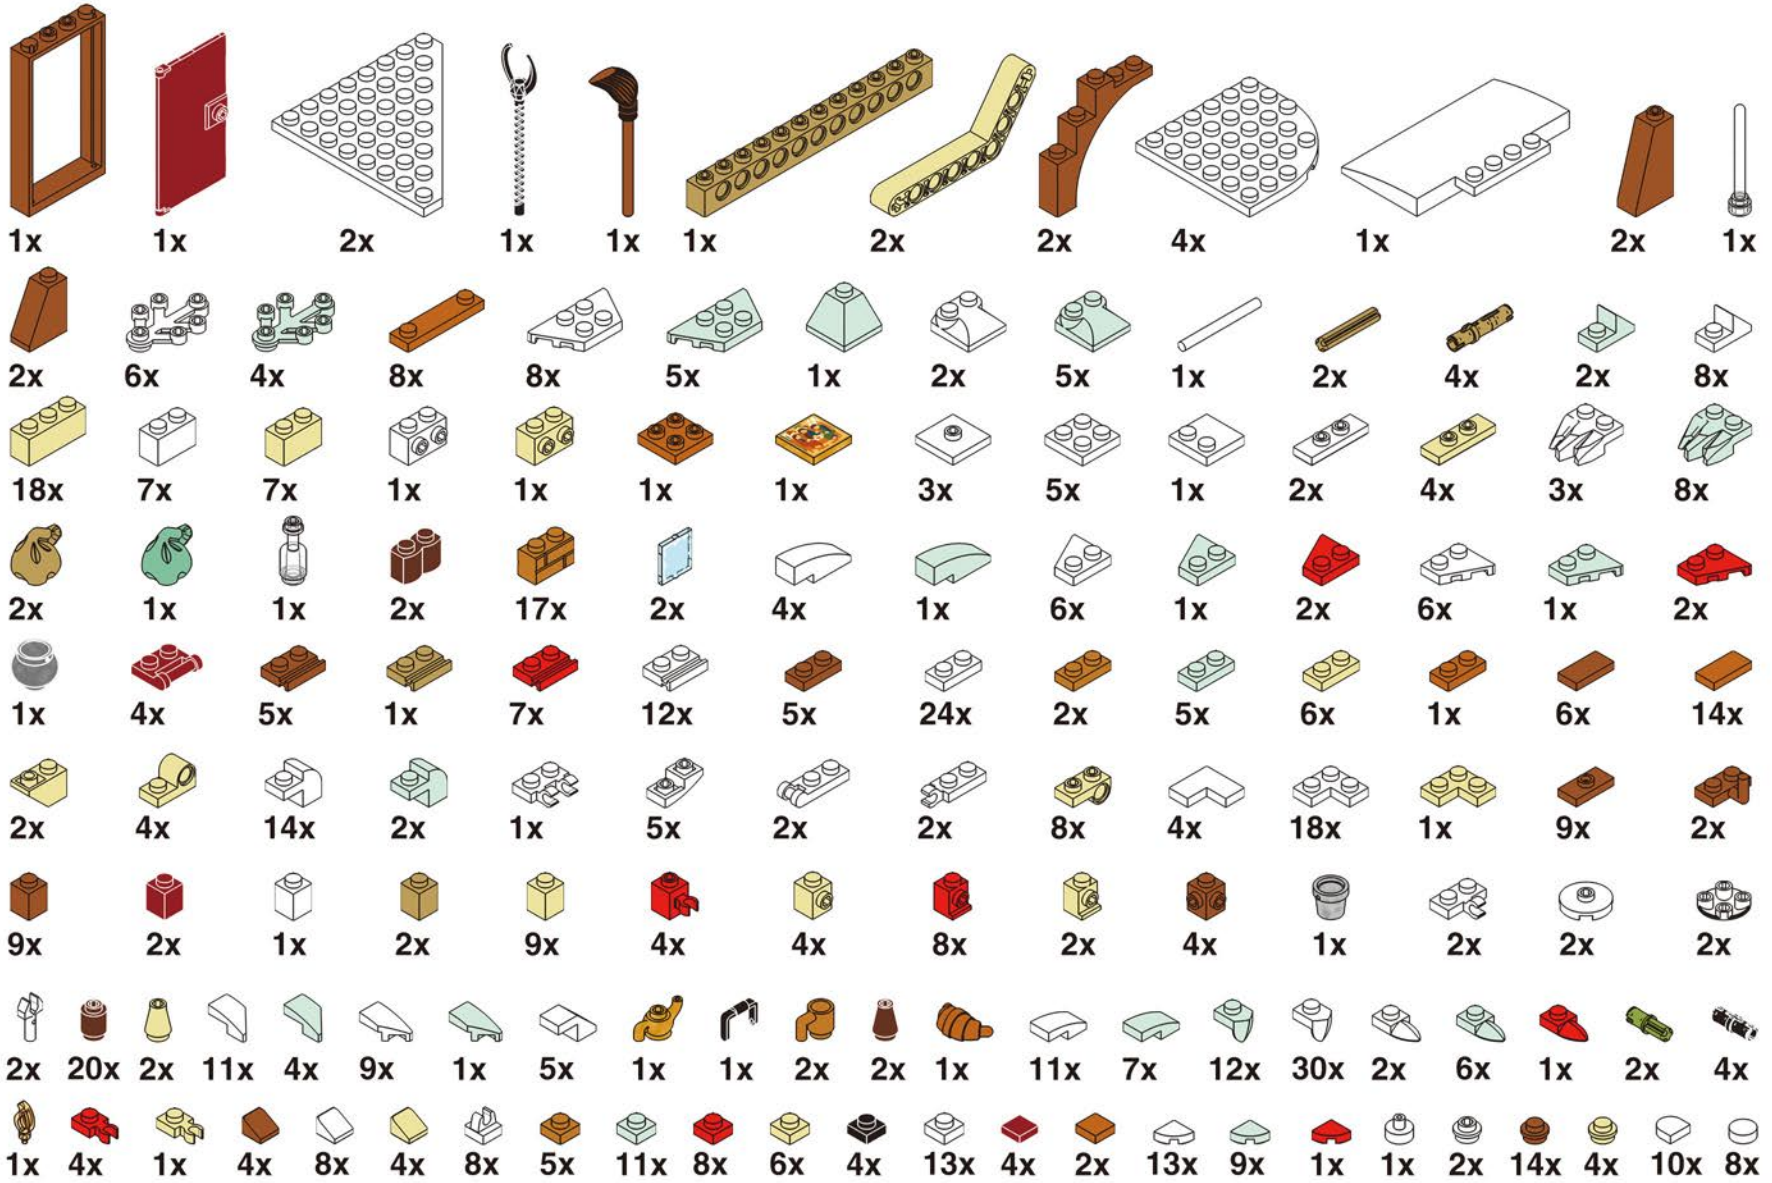 1x 1x 2x 1x 1x 1x 2x 2x 4x 1x 2x 1x
2x 6x 4x 8x 8x 5x 1x 2x 5x 1x 2x 4x 2x 8x
18x 7x 7x 1x 1x 1x 1x 3x 5x 1x 2x 4x 3x 8x
2x 1x 1x 2x 17x 2x 4x 1x 6x 1x 2x 6x 1x 2x
1x 4x 5x 1x 7x 12x 5x 24x 2x 5x 6x 1x 6x 14x
2x 4x 14x 2x 1x 5x 2x 2x 8x 4x 18x 1x 9x 2x
9x 2x 1x 2x 9x 4x 4x 8x 2x 4x 1x 2x 2x 2x
2x 20x 2x 11x 4x 9x 1x 5x 1x 1x 2x 2x 1x 11x 7x 12x 30x 2x 6x 1x 2x 4x
1x 4x 1x 4x 8x 4x 8x 5x 11x 8x 6x 4x 13x 4x 2x 13x 9x 1x 1x 2x 14x 4x 10x 8x